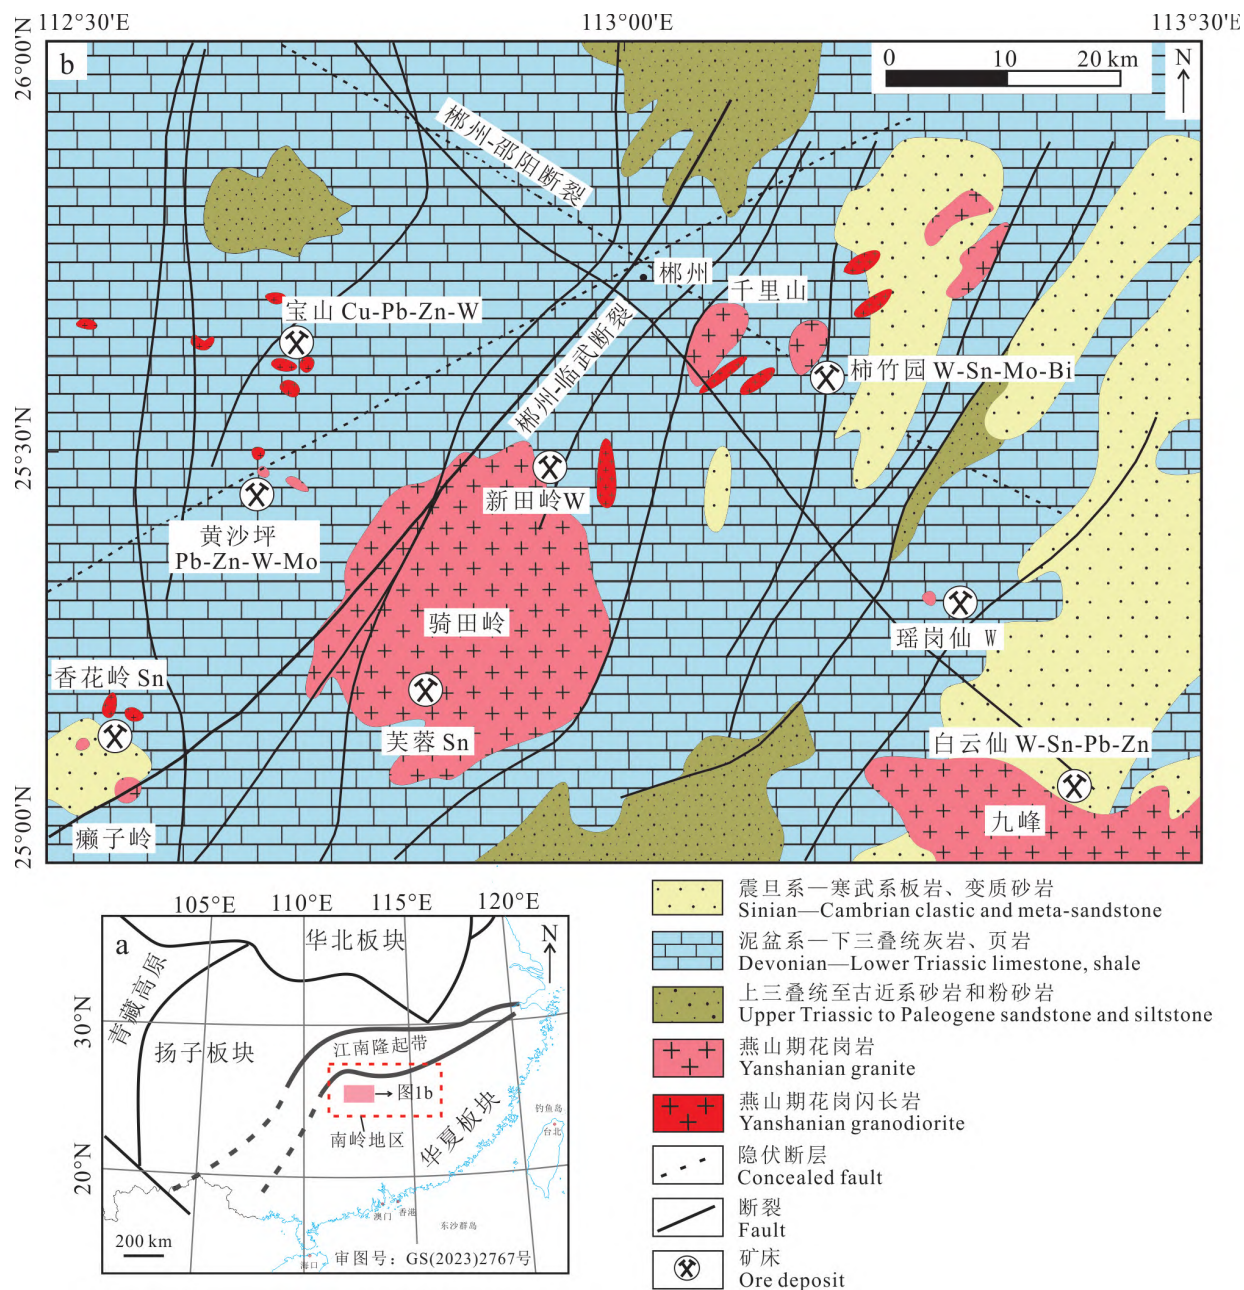 112°30'E
113°00'E
113°30'E
26°00'N
b
0
10
20 km
N
郴州-邵阳断裂
郴州
千里山
宝山 Cu-Pb-Zn-W
郴州-临武断裂
柿竹园 W-Sn-Mo-Bi
25°30'N
新田岭W
黄沙坪
Pb-Zn-W-Mo
骑田岭
瑶岗仙 W
香花岭 Sn
芙蓉 Sn
白云仙 W-Sn-Pb-Zn
九峰
癞子岭
25°00'N
105°E
110°E
115°E
120°E
a
N
华北板块
青藏高原
30°N
扬子板块
江南隆起带
图1b
南岭地区
华夏板块
钓鱼岛
台北
20°N
澳门
香港
东沙群岛
海口
200 km
审图号：GS(2023)2767号
震旦系—寒武系板岩、变质砂岩
Sinian—Cambrian clastic and meta-sandstone
泥盆系—下三叠统灰岩、页岩
Devonian—Lower Triassic limestone, shale
上三叠统至古近系砂岩和粉砂岩
Upper Triassic to Paleogene sandstone and siltstone
燕山期花岗岩
Yanshanian granite
燕山期花岗闪长岩
Yanshanian granodiorite
隐伏断层
Concealed fault
断裂
Fault
矿床
Ore deposit